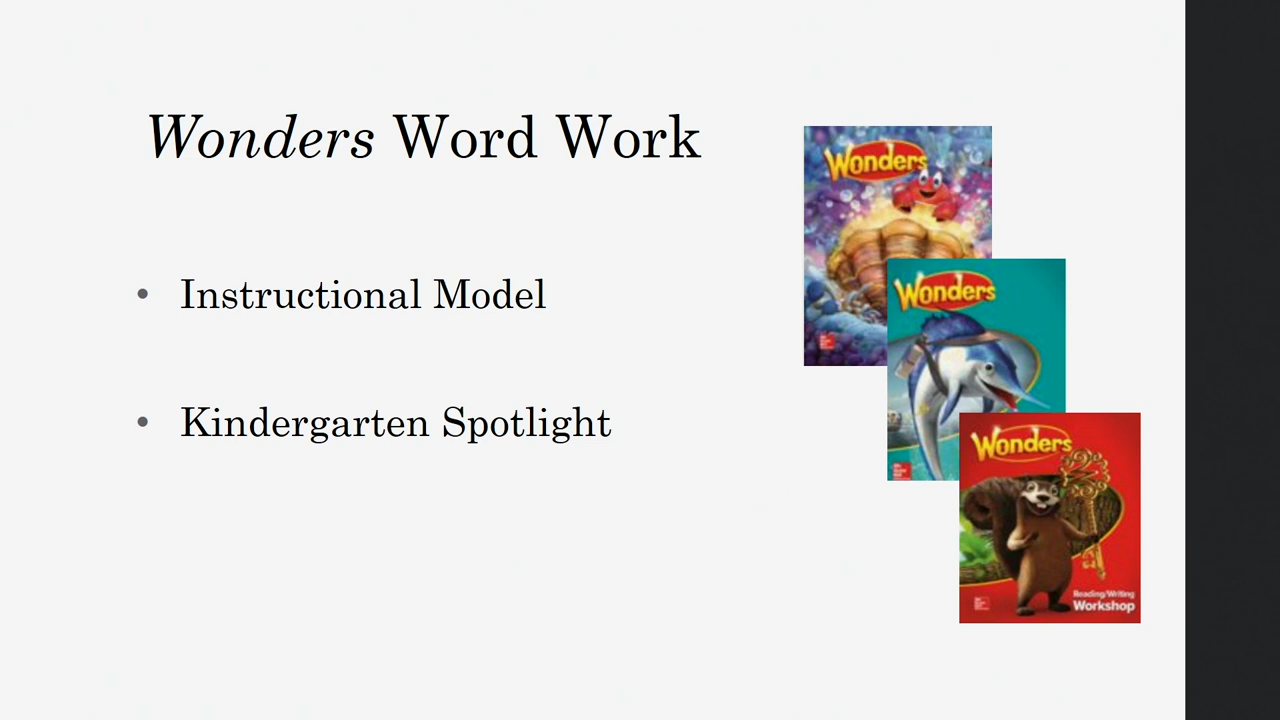 Wonders Word Work
• Instructional Model
• Kindergarten Spotlight
Wonders
Wonders
Wonders
Reading/Writing
Workshop